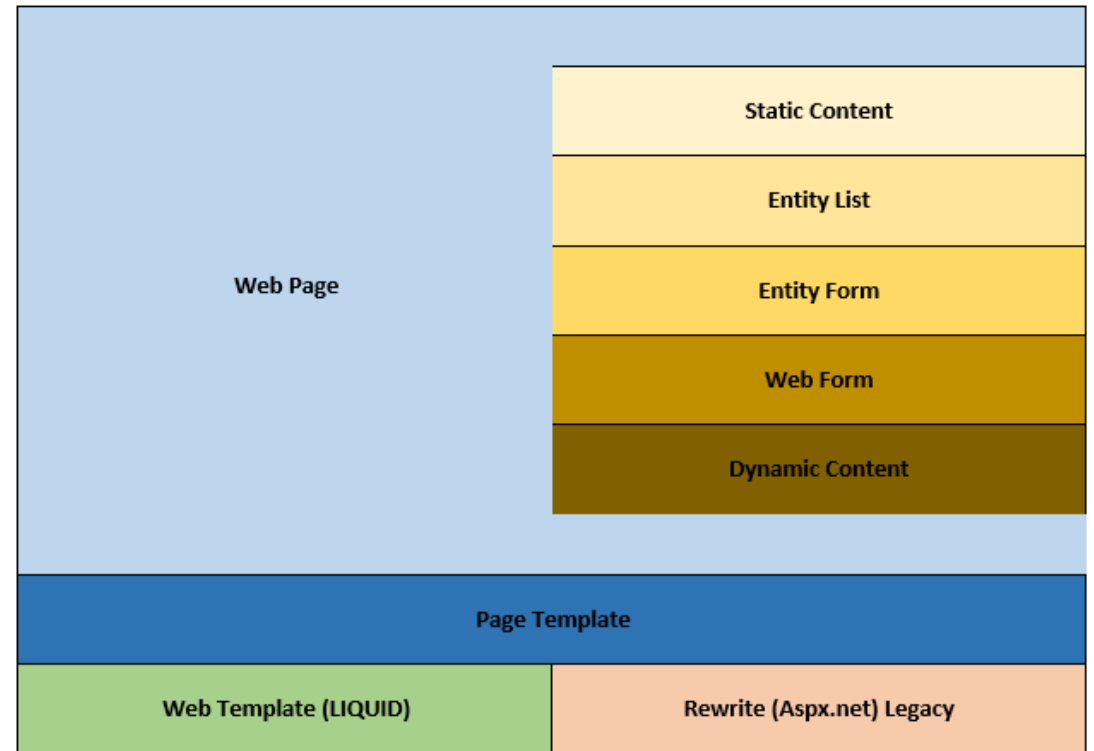 Static Content
Entity List
Web Page
Entity Form
Web Form
Dynamic Content
Page Template
Web Template (LIQUID)
Rewrite (Aspx.net) Legacy